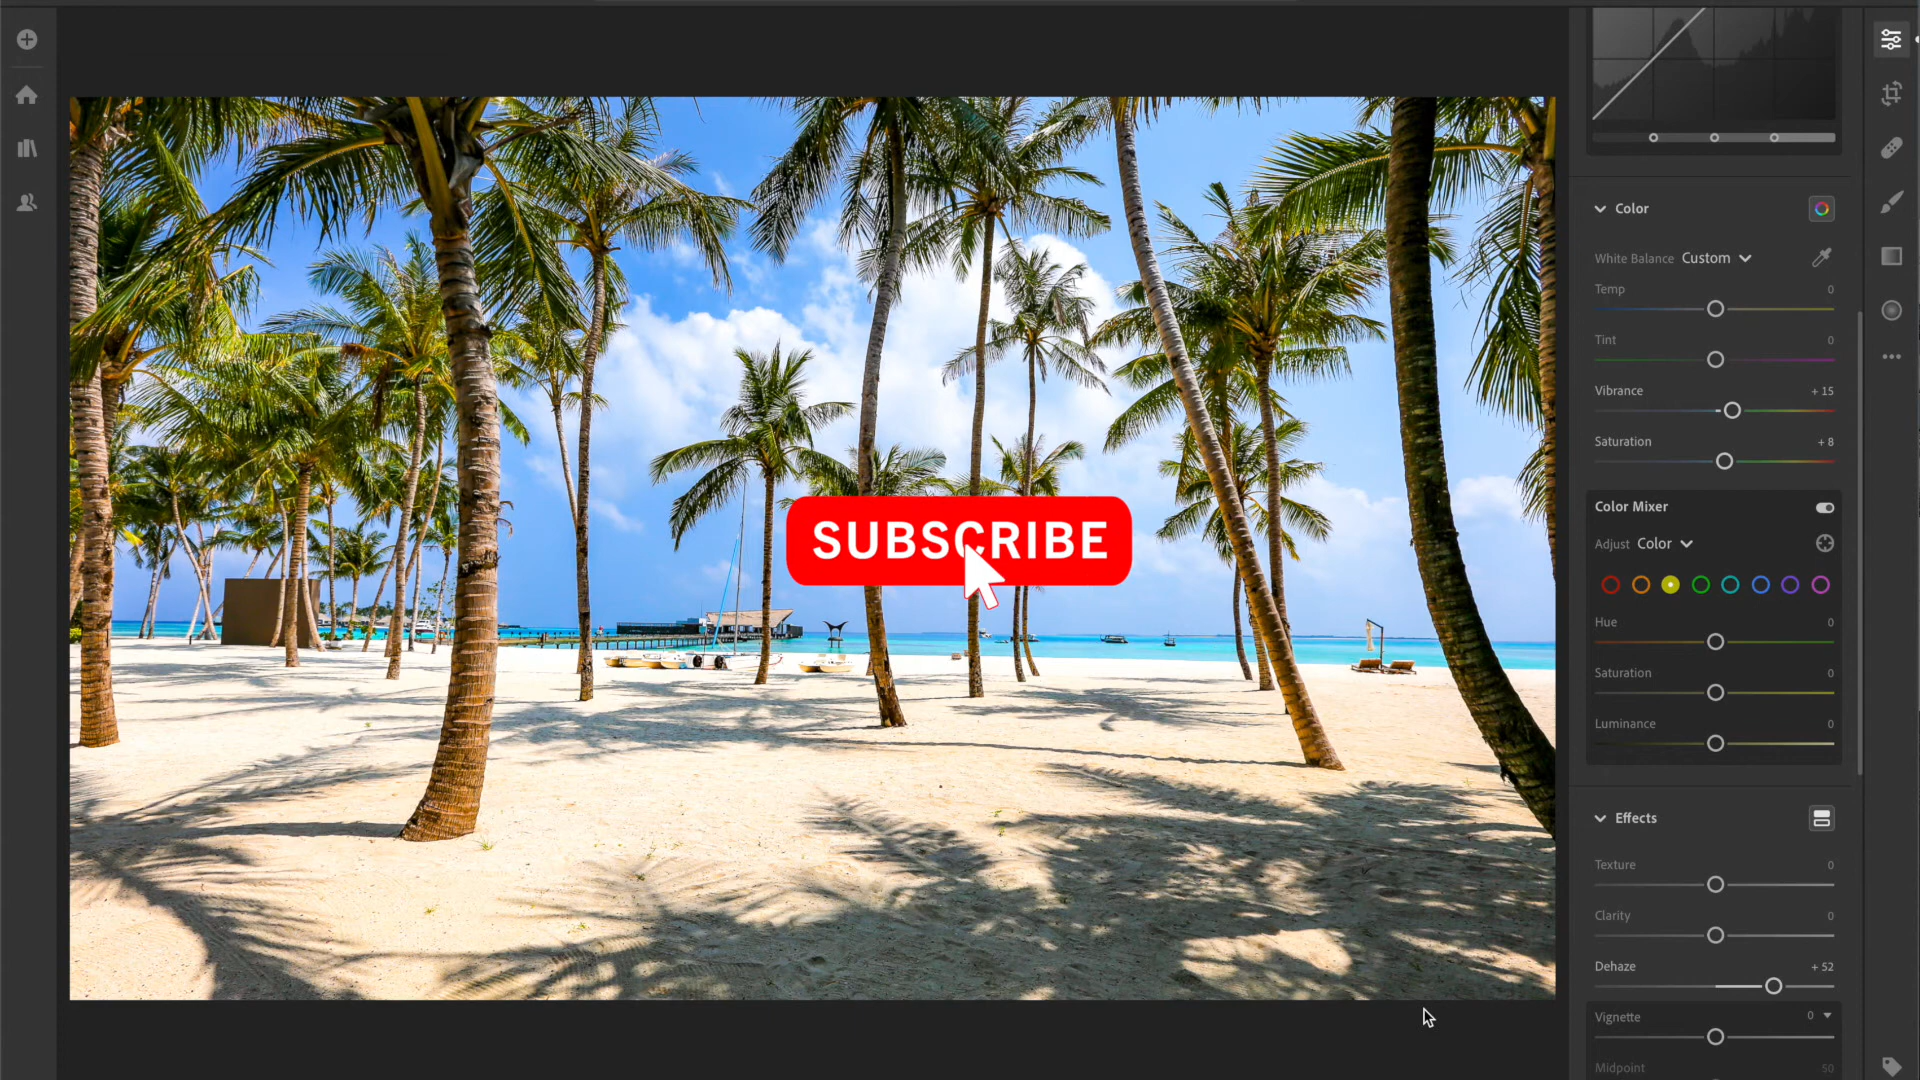 Color
White Balance Custom
Temp 0
Tint 0
Vibrance + 15
Saturation + 8
SUBSCRIBE
Color Mixer
Adjust Color
Hue 0
Saturation 0
Luminance 0
Effects
Texture 0
Clarity 0
Dehaze + 52
Vignette 0
Midpoint 50